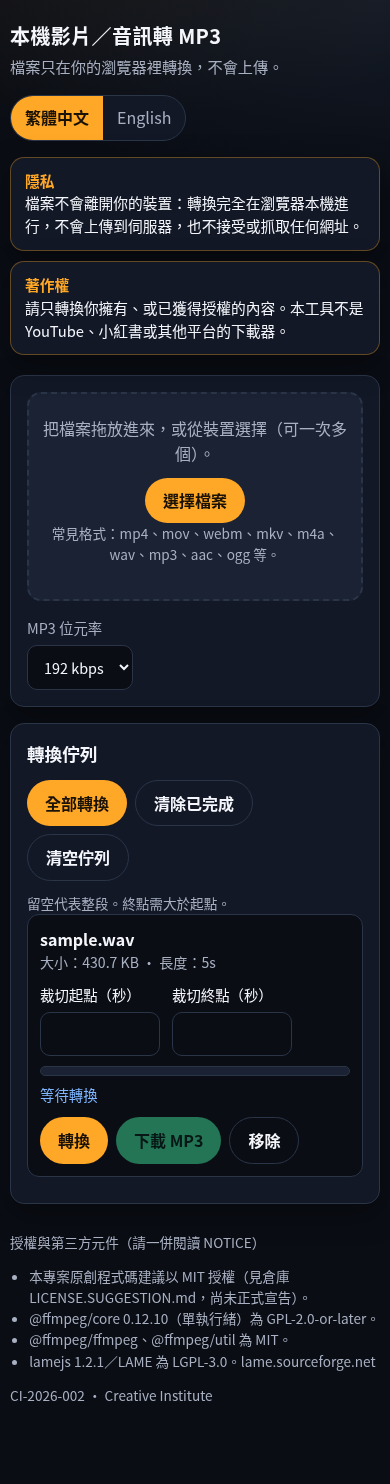 本機影片／音訊轉 MP3
檔案只在你的瀏覽器裡轉換，不會上傳。
繁體中文 English
隱私
檔案不會離開你的裝置：轉換完全在瀏覽器本機進
行，不會上傳到伺服器，也不接受或抓取任何網址。
著作權
請只轉換你擁有、或已獲得授權的內容。本工具不是
YouTube、小紅書或其他平台的下載器。
把檔案拖放進來，或從裝置選擇（可一次多
個）。
選擇檔案
常見格式：mp4、mov、webm、mkv、m4a、
wav、mp3、aac、ogg 等。
MP3 位元率
192 kbps
轉換佇列
全部轉換 清除已完成
清空佇列
留空代表整段。終點需大於起點。
sample.wav
大小：430.7 KB · 長度：5s
裁切起點（秒） 裁切終點（秒）
等待轉換
轉換 下載 MP3 移除
授權與第三方元件（請一併閱讀 NOTICE）
• 本專案原創程式碼建議以 MIT 授權（見倉庫
LICENSE.SUGGESTION.md，尚未正式宣告）。
• @ffmpeg/core 0.12.10（單執行緒）為 GPL-2.0-or-later。
• @ffmpeg/ffmpeg、@ffmpeg/util 為 MIT。
• lamejs 1.2.1／LAME 為 LGPL-3.0。lame.sourceforge.net
CI-2026-002 · Creative Institute